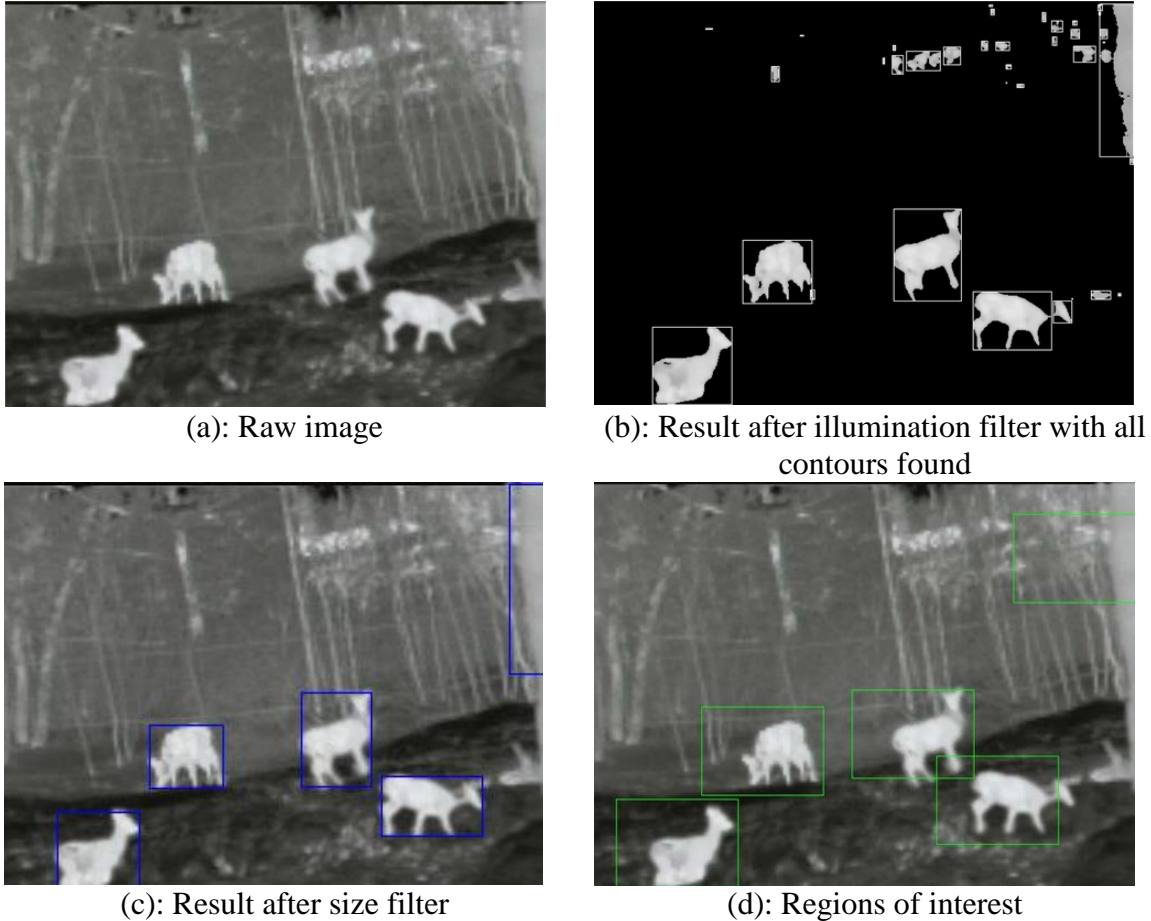 (a): Raw image
(b): Result after illumination filter with all
contours found
(c): Result after size filter
(d): Regions of interest